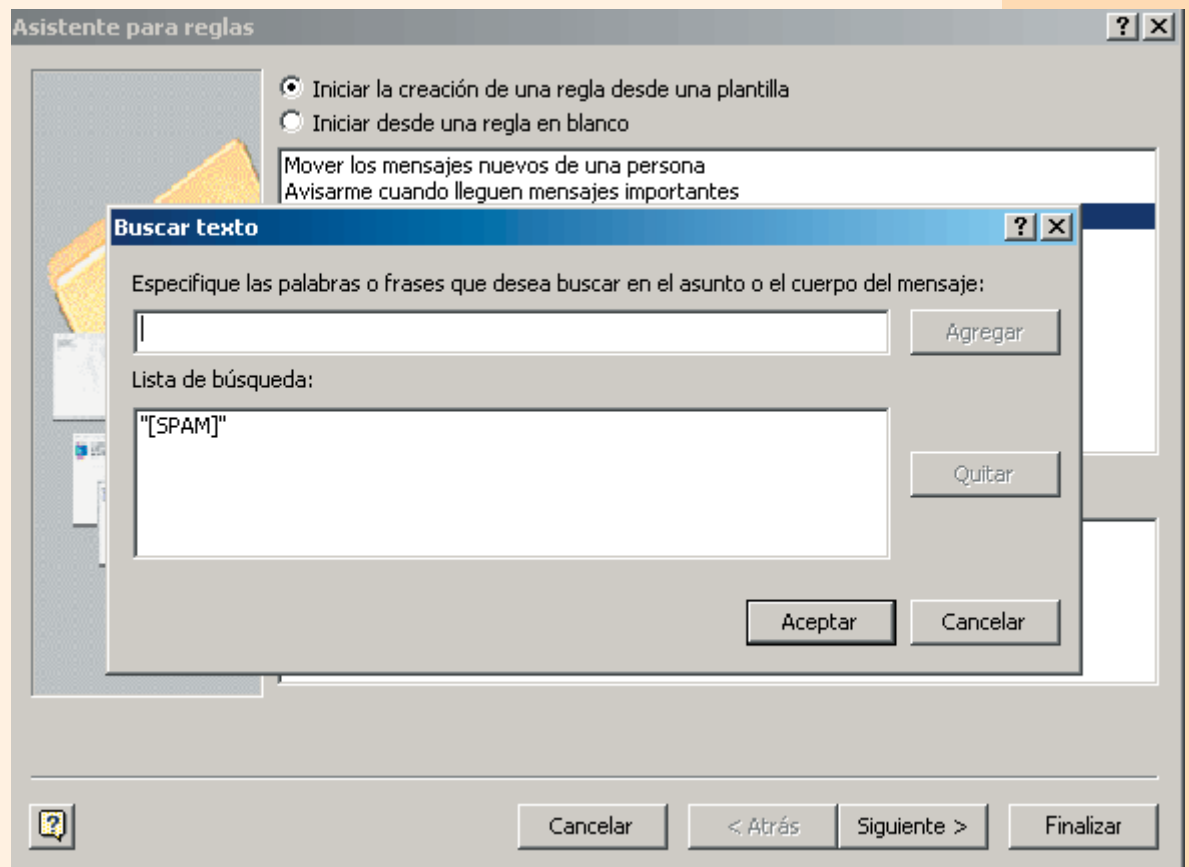 Asistente para reglas
Iniciar la creación de una regla desde una plantilla
Iniciar desde una regla en blanco
Mover los mensajes nuevos de una persona
Avisarme cuando lleguen mensajes importantes
Buscar texto
Especifique las palabras o frases que desea buscar en el asunto o el cuerpo del mensaje:
Agregar
Lista de búsqueda:
"[SPAM]"
Quitar
Aceptar
Cancelar
Cancelar
< Atrás
Siguiente >
Finalizar